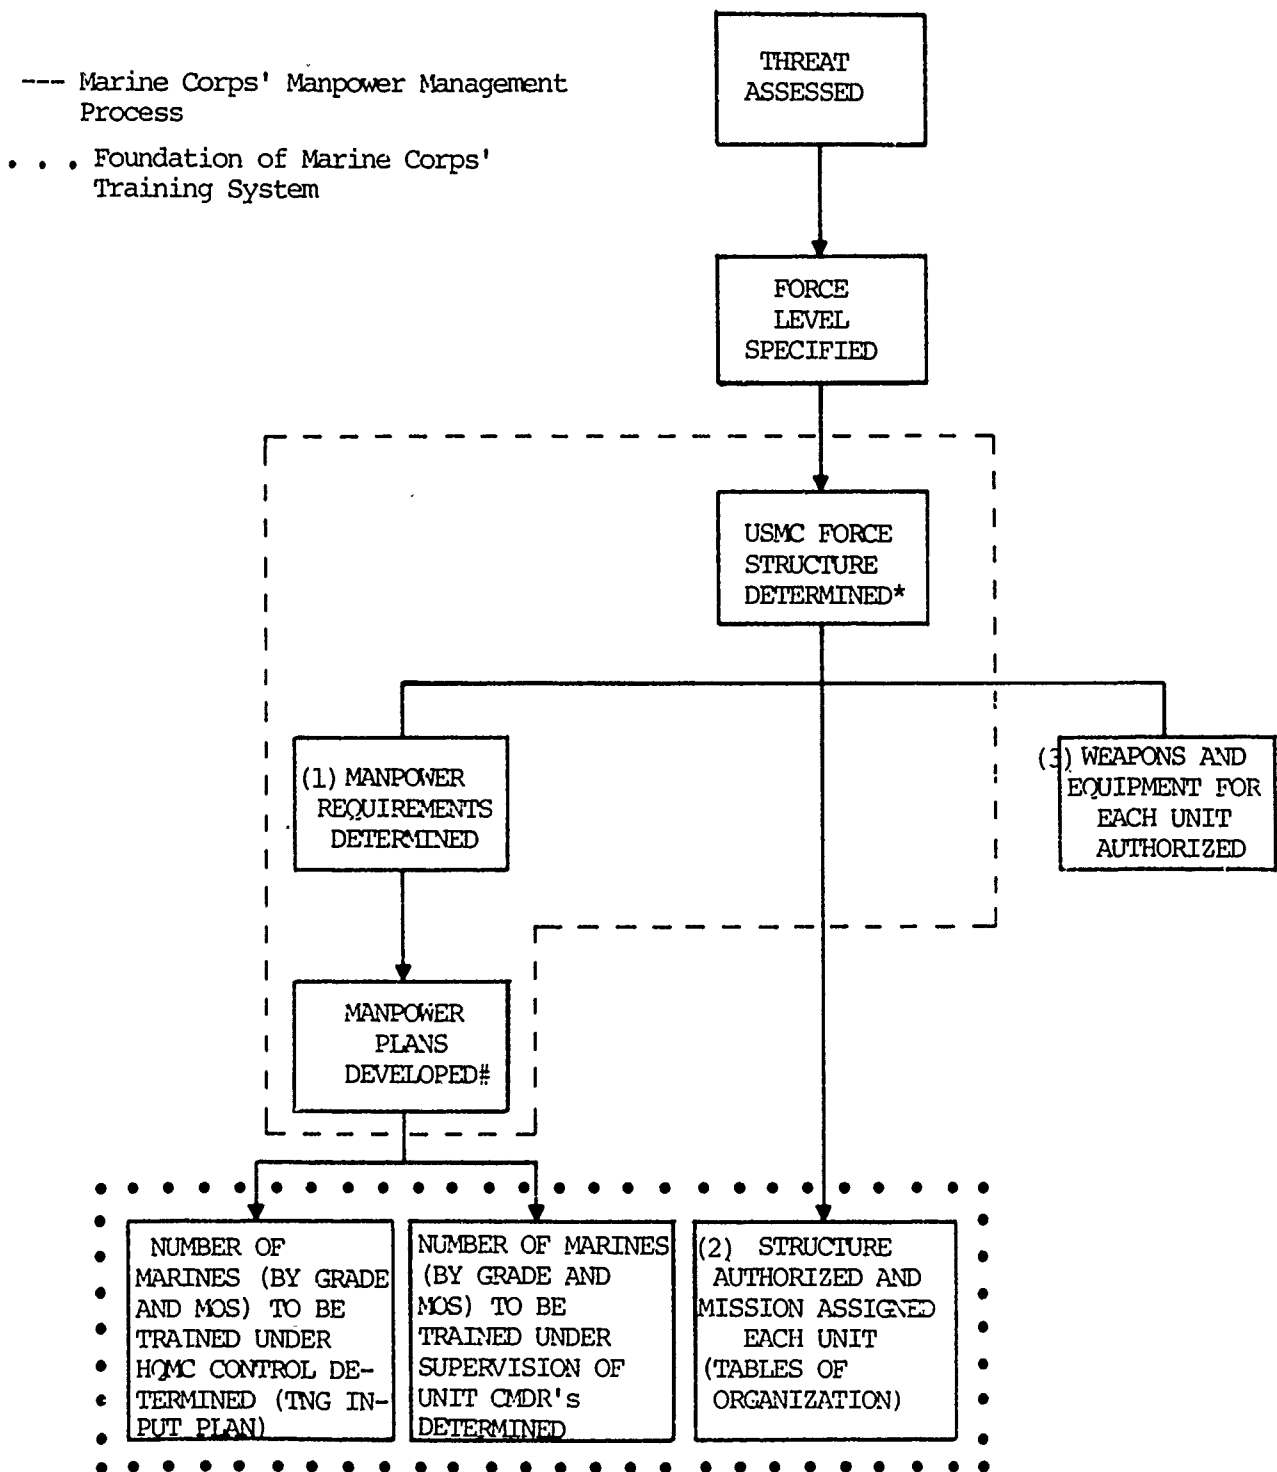 --- Marine Corps' Manpower Management
Process
. . . Foundation of Marine Corps'
Training System
THREAT
ASSESSED
FORCE
LEVEL
SPECIFIED
USMC FORCE
STRUCTURE
DETERMINED*
(1) MANPOWER
REQUIREMENTS
DETERMINED
(3) WEAPONS AND
EQUIPMENT FOR
EACH UNIT
AUTHORIZED
MANPOWER
PLANS
DEVELOPED#
NUMBER OF
MARINES (BY GRADE
AND MOS) TO BE
TRAINED UNDER
HQMC CONTROL DE-
TERMINED (TNG IN-
PUT PLAN)
NUMBER OF MARINES
(BY GRADE AND
MOS) TO BE
TRAINED UNDER
SUPERVISION OF
UNIT CMDR's
DETERMINED
(2) STRUCTURE
AUTHORIZED AND
MISSION ASSIGNED
EACH UNIT
(TABLES OF
ORGANIZATION)